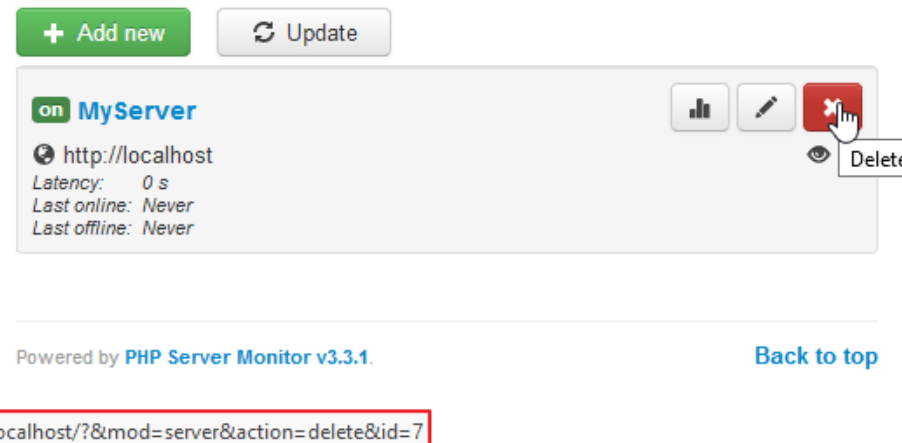 Add new
Update
on MyServer
http://localhost
Latency: 0 s
Last online: Never
Last offline: Never
Delete
Powered by PHP Server Monitor v3.3.1.
Back to top
ocalhost/?&mod=server&action=delete&id=7